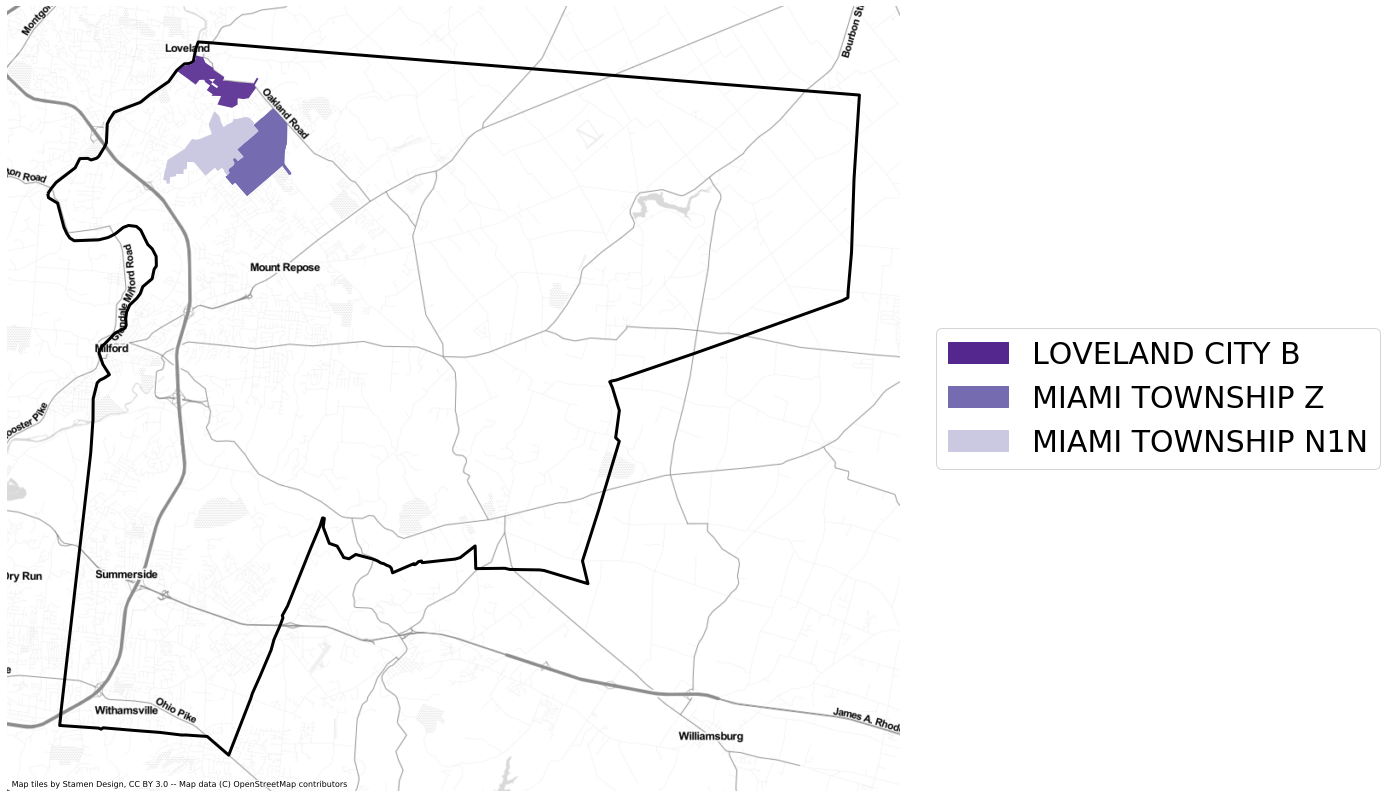 Montgo
Loveland
Bourbon St
Oakland Road
on Road
Mount Repose
Glendale Milford Road
Milford
ooster Pike
Dry Run
Summerside
e
Withamsville
Ohio Pike
James A. Rhod
Williamsburg
Map tiles by Stamen Design, CC BY 3.0 -- Map data (C) OpenStreetMap contributors
LOVELAND CITY B
MIAMI TOWNSHIP Z
MIAMI TOWNSHIP N1N